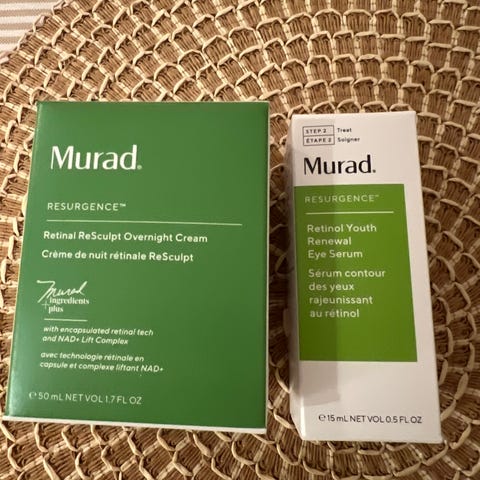 Murad.
RESURGENCE™
Retinal ReSculpt Overnight Cream
Crème de nuit rétinale ReSculpt
Murad
ingredients
+plus
with encapsulated retinal tech
and NAD+ Lift Complex
avec technologie rétinale en
capsule et complexe liftant NAD+
℮ 50 mL NET VOL 1.7 FL OZ
STEP 2 Treat
ÉTAPE 2 Soigner
Murad.
RESURGENCE™
Retinol Youth
Renewal
Eye Serum
Sérum contour
des yeux
rajeunissant
au rétinol
℮ 15 mL NET VOL 0.5 FL OZ